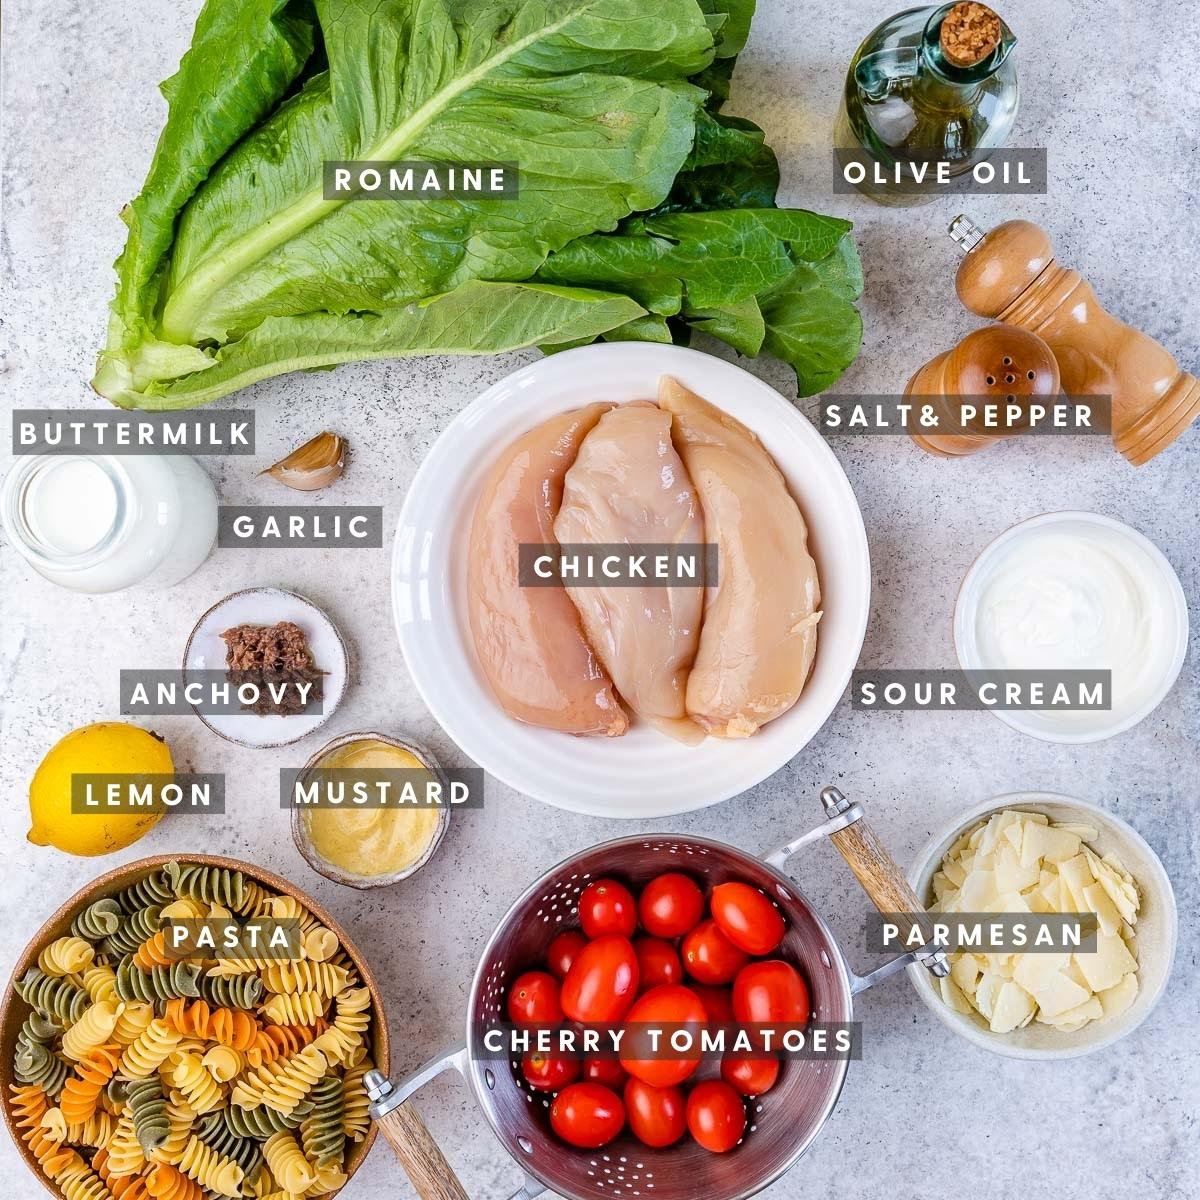 ROMAINE
OLIVE OIL
BUTTERMILK
SALT& PEPPER
GARLIC
CHICKEN
ANCHOVY
SOUR CREAM
LEMON
MUSTARD
PASTA
PARMESAN
CHERRY TOMATOES